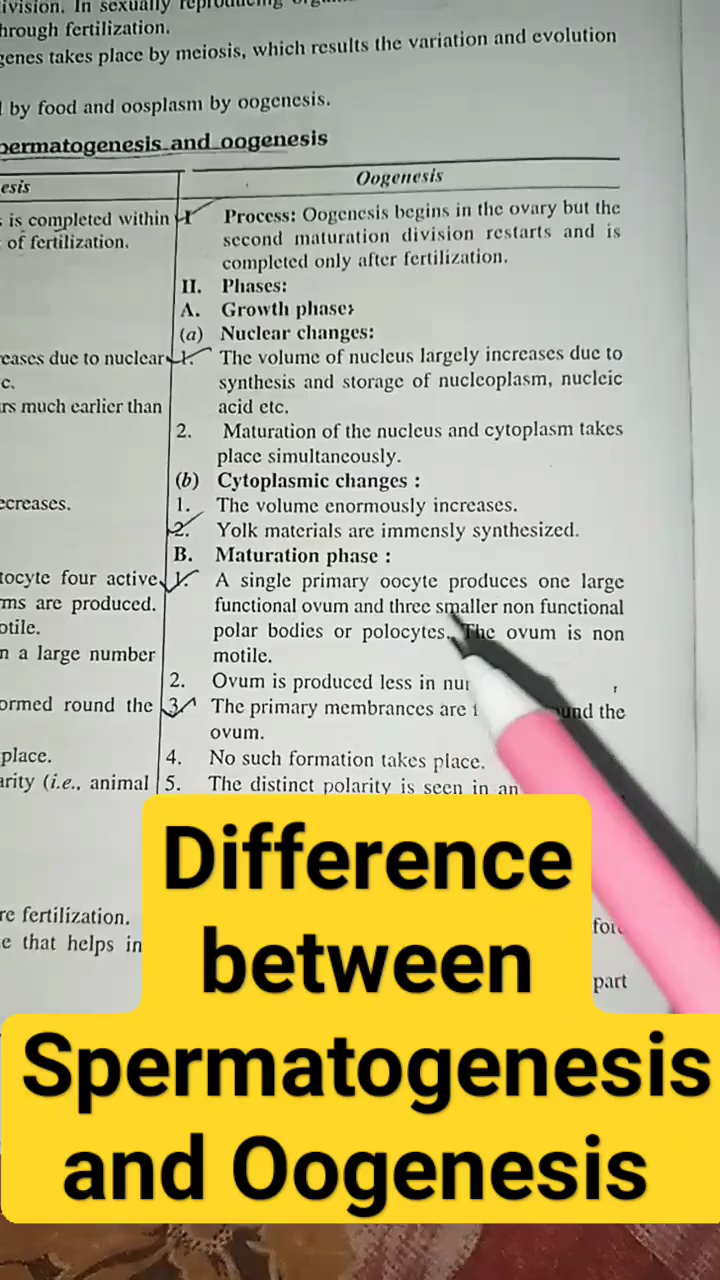 ivision. In sexually reproducing
hrough fertilization.
genes takes place by meiosis, which results the variation and evolution
by food and oosplasm by oogenesis.
permatogenesis and oogenesis
esis
is completed within
of fertilization.
eases due to nuclear
c.
rs much earlier than
ecreases.
tocyte four active
ms are produced.
otile.
n a large number
ormed round the
place.
arity (i.e., animal
re fertilization.
e that helps in
Oogenesis
I Process: Oogenesis begins in the ovary but the
second maturation division restarts and is
completed only after fertilization.
II. Phases:
A. Growth phase:
(a) Nuclear changes:
1. The volume of nucleus largely increases due to
synthesis and storage of nucleoplasm, nucleic
acid etc.
2. Maturation of the nucleus and cytoplasm takes
place simultaneously.
(b) Cytoplasmic changes :
1. The volume enormously increases.
2. Yolk materials are immensly synthesized.
B. Maturation phase :
1. A single primary oocyte produces one large
functional ovum and three smaller non functional
polar bodies or polocytes. The ovum is non
motile.
2. Ovum is produced less in nu
3. The primary membrances are und the
ovum.
4. No such formation takes place.
5. The distinct polarity is seen in an
for
part
Difference
between
Spermatogenesis
and Oogenesis